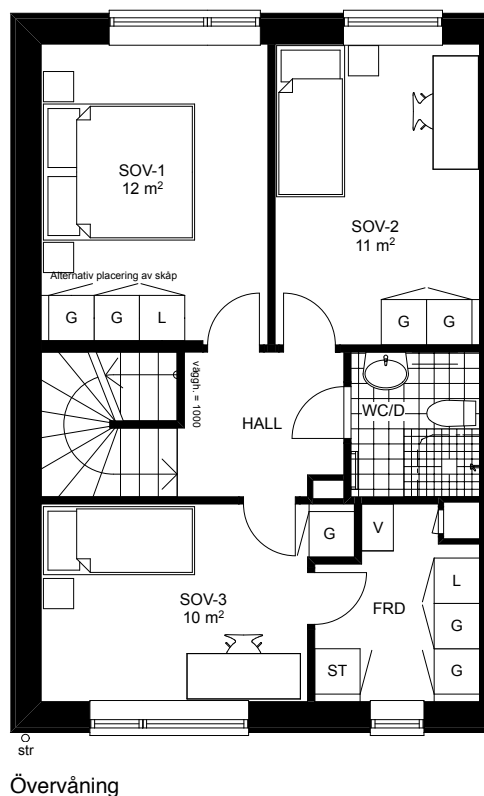 SOV-1
12 m²
SOV-2
11 m²
Alternativ placering av skåp
G G L
G G
väggh. = 1000
HALL
WC/D
G
V
SOV-3
10 m²
FRD
L
G
ST
G
str
Övervåning